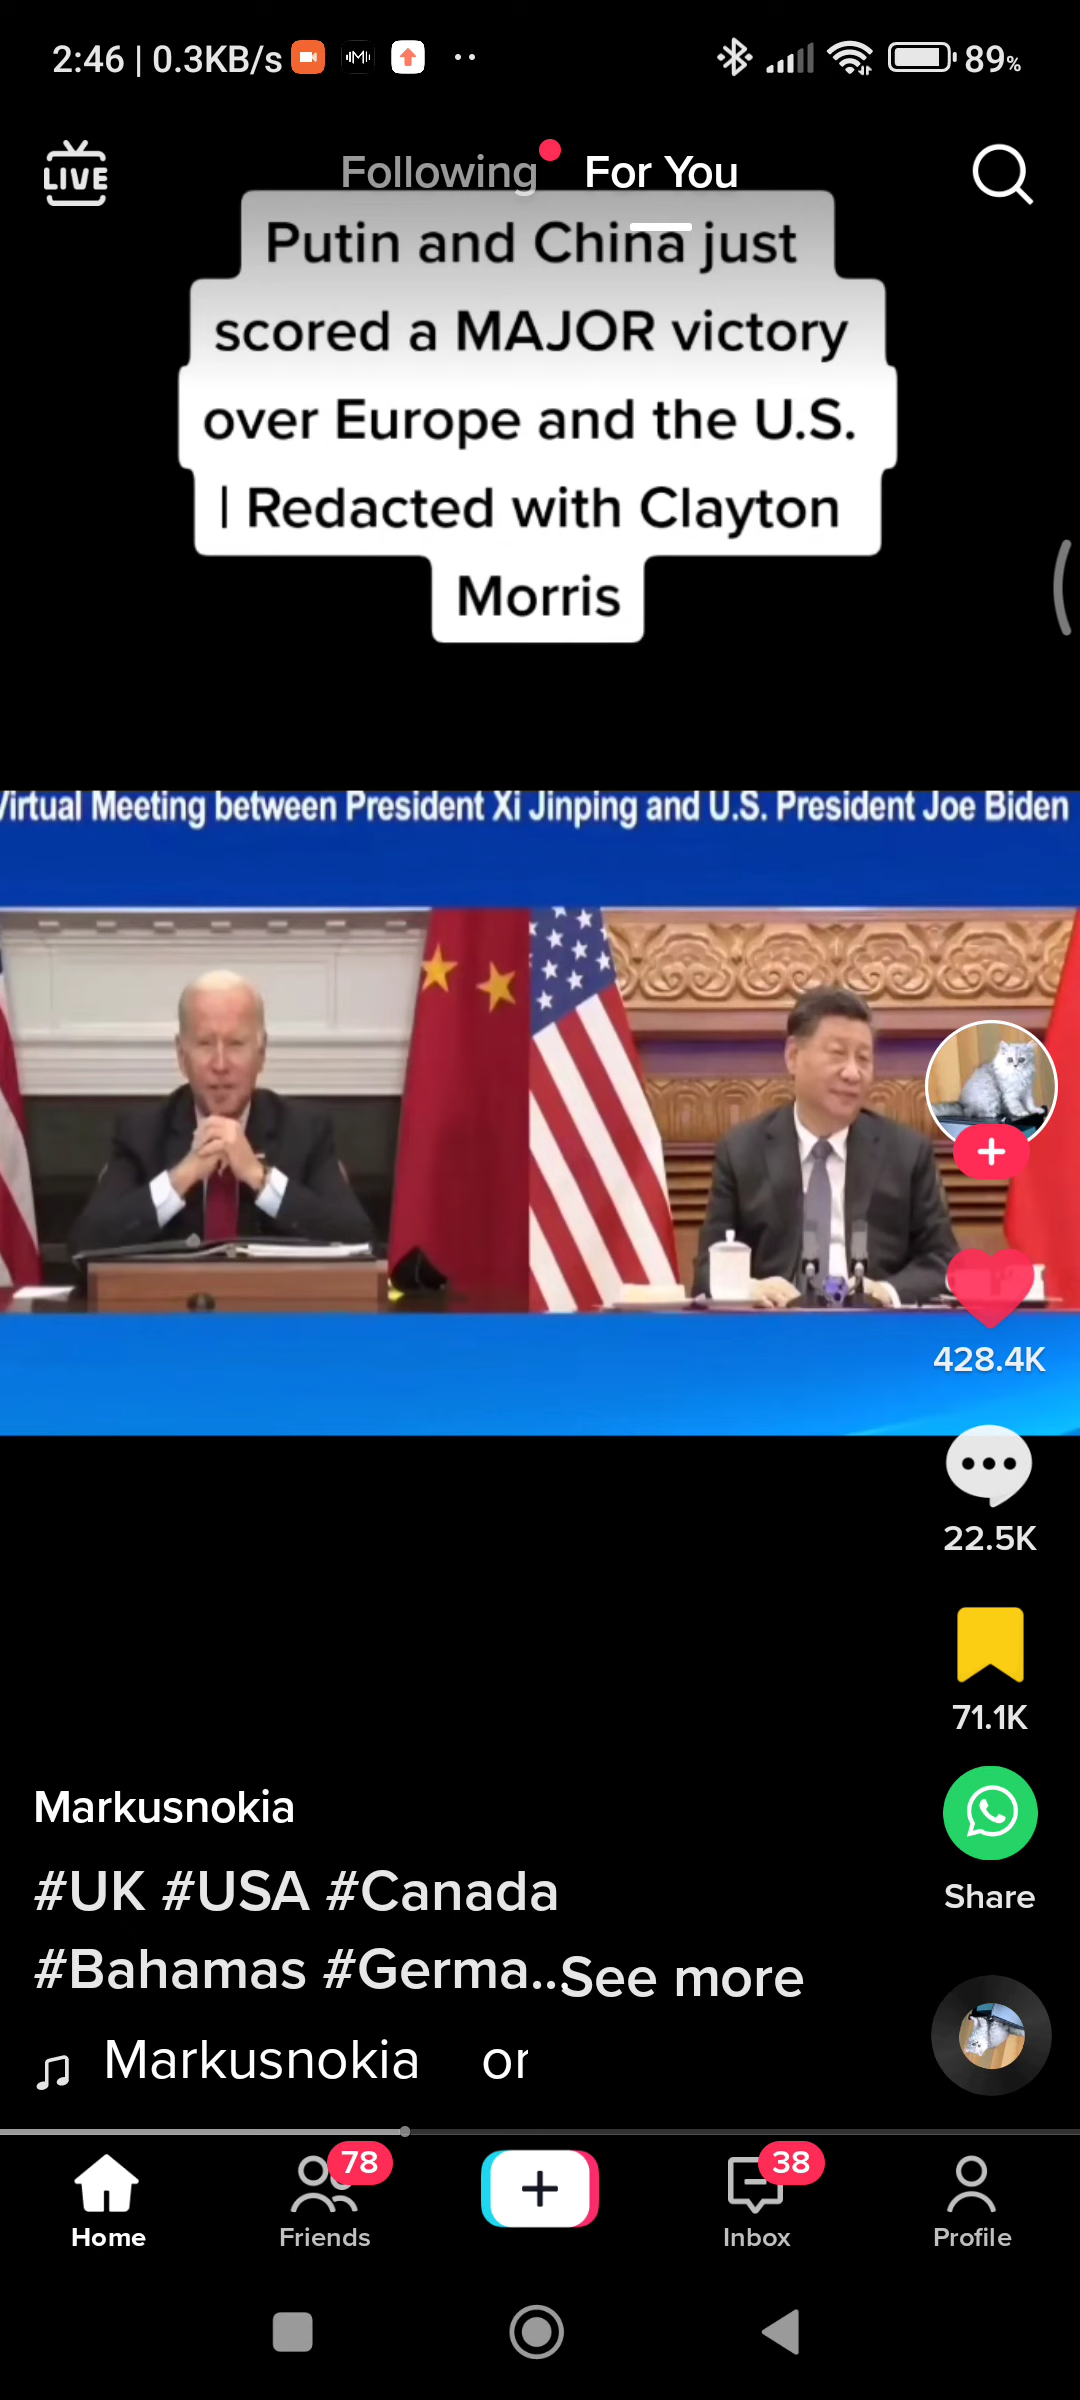 2:46 | 0.3KB/s
89%
LIVE
Following
For You
Putin and China just
scored a MAJOR victory
over Europe and the U.S.
| Redacted with Clayton
Morris
Virtual Meeting between President Xi Jinping and U.S. President Joe Biden
428.4K
22.5K
71.1K
Share
Markusnokia
#UK #USA #Canada
#Bahamas #Germa... See more
Markusnokia or
78
38
Home
Friends
Inbox
Profile